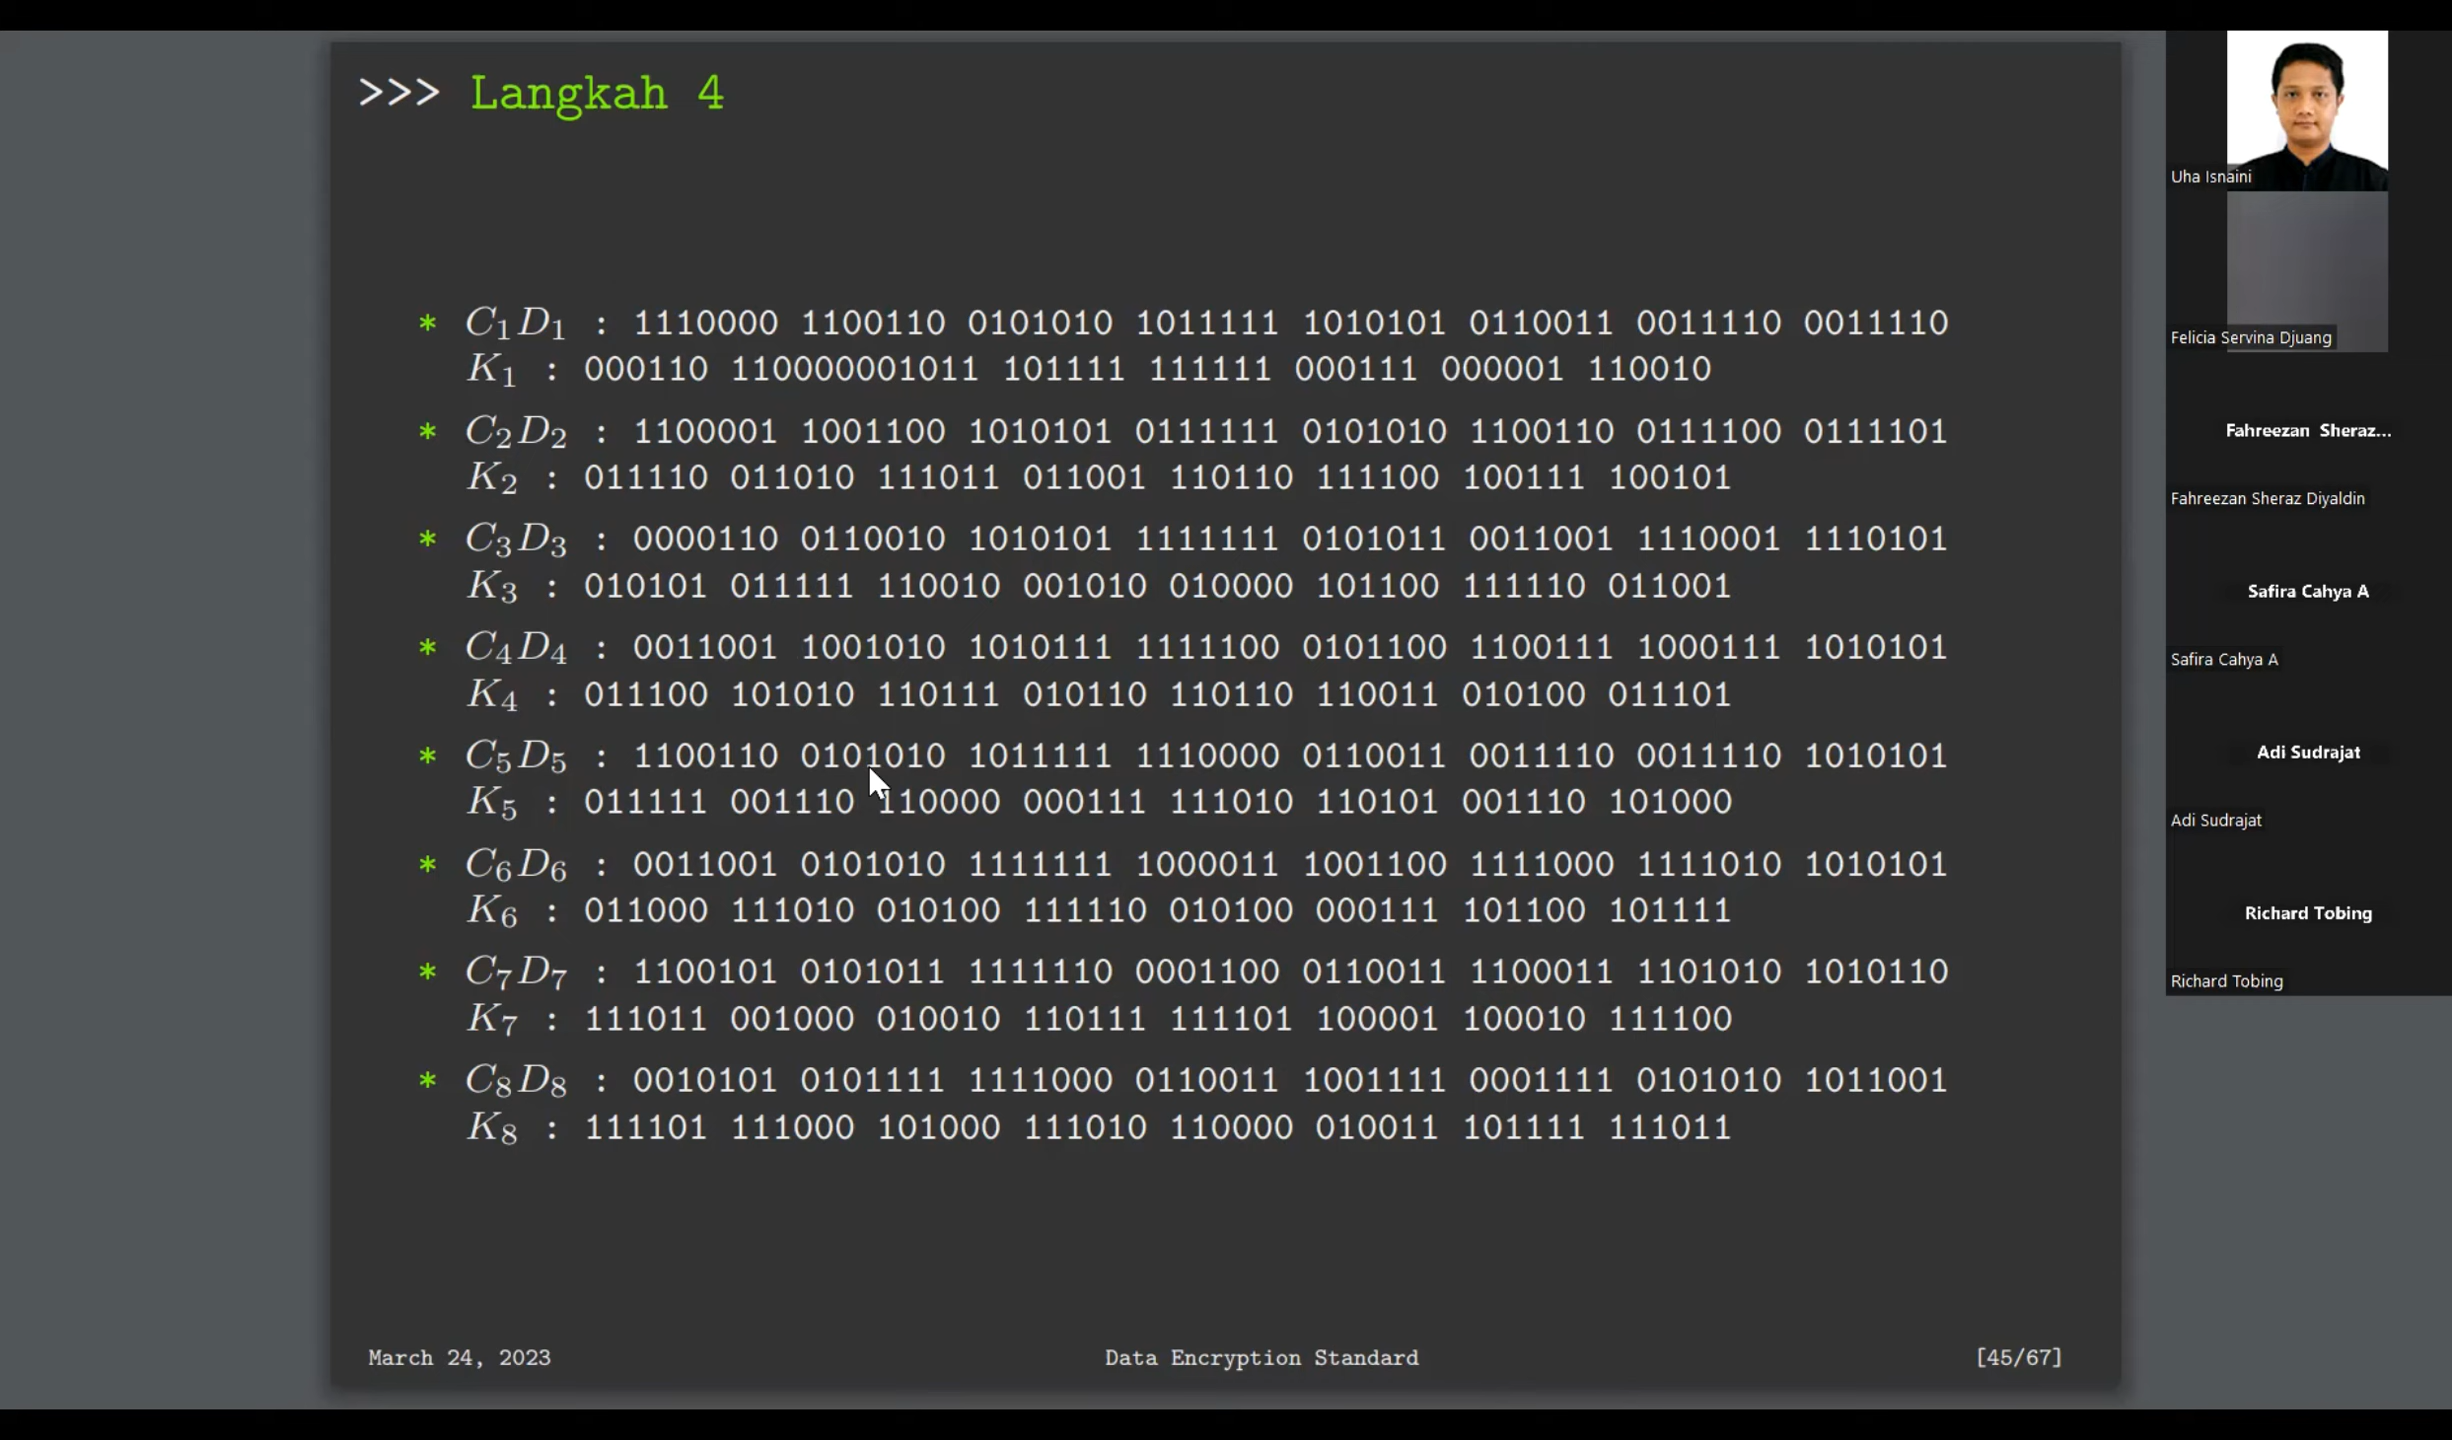 >>> Langkah 4
* C₁D₁ : 1110000 1100110 0101010 1011111 1010101 0110011 0011110 0011110
K₁ : 000110 110000001011 101111 111111 000111 000001 110010
* C₂D₂ : 1100001 1001100 1010101 0111111 0101010 1100110 0111100 0111101
K₂ : 011110 011010 111011 011001 110110 111100 100111 100101
* C₃D₃ : 0000110 0110010 1010101 1111111 0101011 0011001 1110001 1110101
K₃ : 010101 011111 110010 001010 010000 101100 111110 011001
* C₄D₄ : 0011001 1001010 1010111 1111100 0101100 1100111 1000111 1010101
K₄ : 011100 101010 110111 010110 110110 110011 010100 011101
* C₅D₅ : 1100110 0101010 1011111 1110000 0110011 0011110 0011110 1010101
K₅ : 011111 001110 110000 000111 111010 110101 001110 101000
* C₆D₆ : 0011001 0101010 1111111 1000011 1001100 1111000 1111010 1010101
K₆ : 011000 111010 010100 111110 010100 000111 101100 101111
* C₇D₇ : 1100101 0101011 1111110 0001100 0110011 1100011 1101010 1010110
K₇ : 111011 001000 010010 110111 111101 100001 100010 111100
* C₈D₈ : 0010101 0101111 1111000 0110011 1001111 0001111 0101010 1011001
K₈ : 111101 111000 101000 111010 110000 010011 101111 111011
March 24, 2023
Data Encryption Standard
[45/67]
Uha Isnaini
Felicia Servina Djuang
Fahreezan Sheraz...
Fahreezan Sheraz Diyaldin
Safira Cahya A
Safira Cahya A
Adi Sudrajat
Adi Sudrajat
Richard Tobing
Richard Tobing